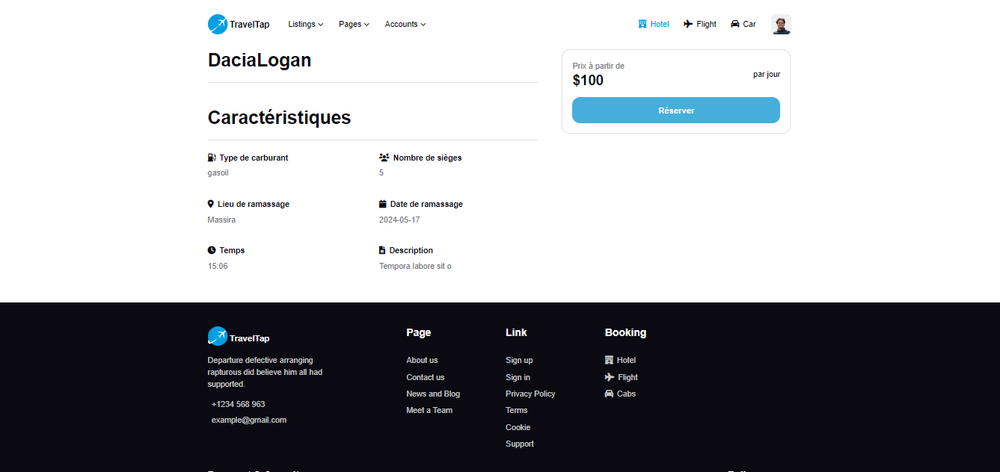 TravelTap Listings Pages Accounts Hotel Flight Car
DaciaLogan
Prix à partir de
$100
par jour
Réserver
Caractéristiques
Type de carburant
gasoil
Nombre de sièges
5
Lieu de ramassage
Massira
Date de ramassage
2024-05-17
Temps
15:06
Description
Tempora labore sit o
TravelTap
Departure defective arranging
rapturous did believe him all had
supported.
+1234 568 963
example@gmail.com
Page
About us
Contact us
News and Blog
Meet a Team
Link
Sign up
Sign in
Privacy Policy
Terms
Cookie
Support
Booking
Hotel
Flight
Cabs